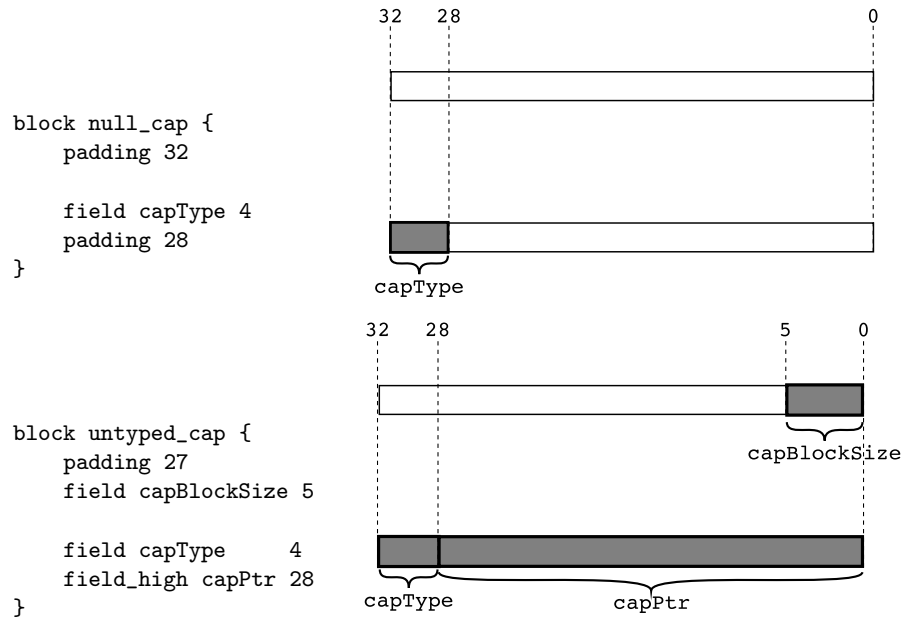 32 28 0
block null_cap {
padding 32
field capType 4
padding 28
}
capType
32 28 5 0
block untyped_cap {
padding 27
field capBlockSize 5
capBlockSize
field capType 4
field_high capPtr 28
}
capType capPtr